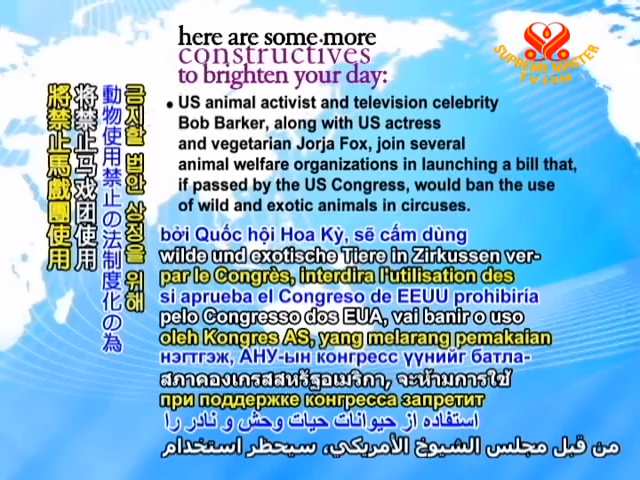 here are some more
constructives
to brighten your day:
SUPREME MASTER
TV.COM
• US animal activist and television celebrity
Bob Barker, along with US actress
and vegetarian Jorja Fox, join several
animal welfare organizations in launching a bill that,
if passed by the US Congress, would ban the use
of wild and exotic animals in circuses.
금지할 법안 상정을 위해
動物使用禁止の法制度化の為
将禁止马戏团使用
將禁止馬戲團使用
bởi Quốc hội Hoa Kỳ, sẽ cấm dùng
wilde und exotische Tiere in Zirkussen ver-
par le Congrès, interdira l'utilisation des
si aprueba el Congreso de EEUU prohibiría
pelo Congresso dos EUA, vai banir o uso
oleh Kongres AS, yang melarang pemakaian
нэгтгэж, АНУ-ын конгресс үүнийг батла-
สภาคองเกรสสหรัฐอเมริกา, จะห้ามการใช้
при поддержке конгресса запретит
استفاده از حیوانات حیات وحش و نادر را
من قبل مجلس الشيوخ الأمريكي، سيحظر استخدام